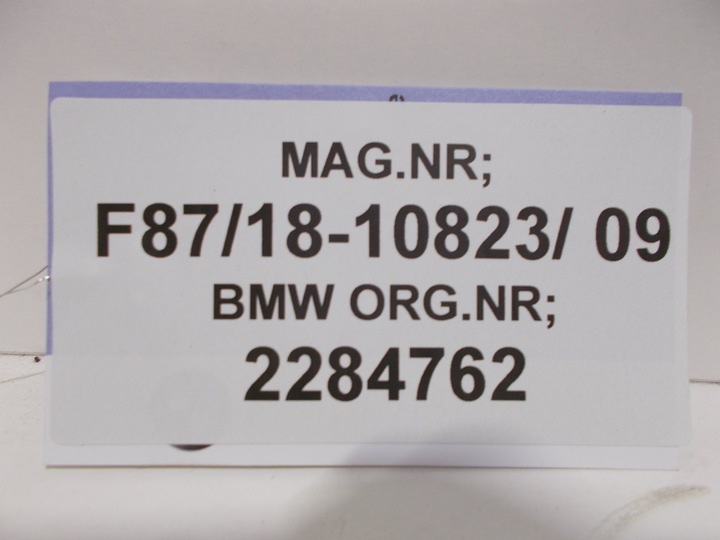 MAG.NR;
F87/18-10823/ 09
BMW ORG.NR;
2284762